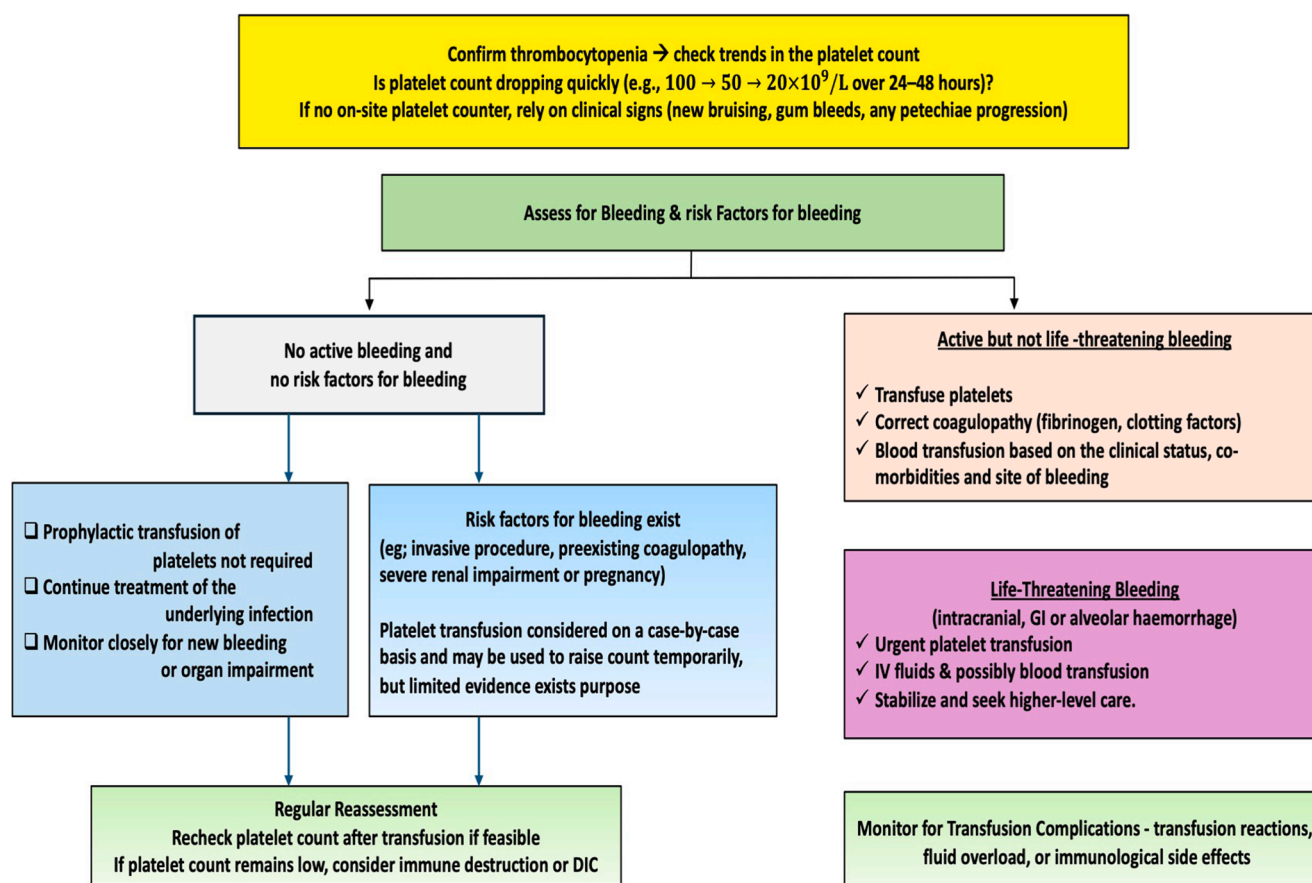 Confirm thrombocytopenia → check trends in the platelet count
Is platelet count dropping quickly (e.g., 100 → 50 → 20×10⁹/L over 24–48 hours)?
If no on-site platelet counter, rely on clinical signs (new bruising, gum bleeds, any petechiae progression)
Assess for Bleeding & risk Factors for bleeding
No active bleeding and
no risk factors for bleeding
❑ Prophylactic transfusion of
platelets not required
❑ Continue treatment of the
underlying infection
❑ Monitor closely for new bleeding
or organ impairment
Risk factors for bleeding exist
(eg; invasive procedure, preexisting coagulopathy,
severe renal impairment or pregnancy)
Platelet transfusion considered on a case-by-case
basis and may be used to raise count temporarily,
but limited evidence exists purpose
Regular Reassessment
Recheck platelet count after transfusion if feasible
If platelet count remains low, consider immune destruction or DIC
Active but not life -threatening bleeding
✓ Transfuse platelets
✓ Correct coagulopathy (fibrinogen, clotting factors)
✓ Blood transfusion based on the clinical status, co-
morbidities and site of bleeding
Life-Threatening Bleeding
(intracranial, GI or alveolar haemorrhage)
✓ Urgent platelet transfusion
✓ IV fluids & possibly blood transfusion
✓ Stabilize and seek higher-level care.
Monitor for Transfusion Complications - transfusion reactions,
fluid overload, or immunological side effects